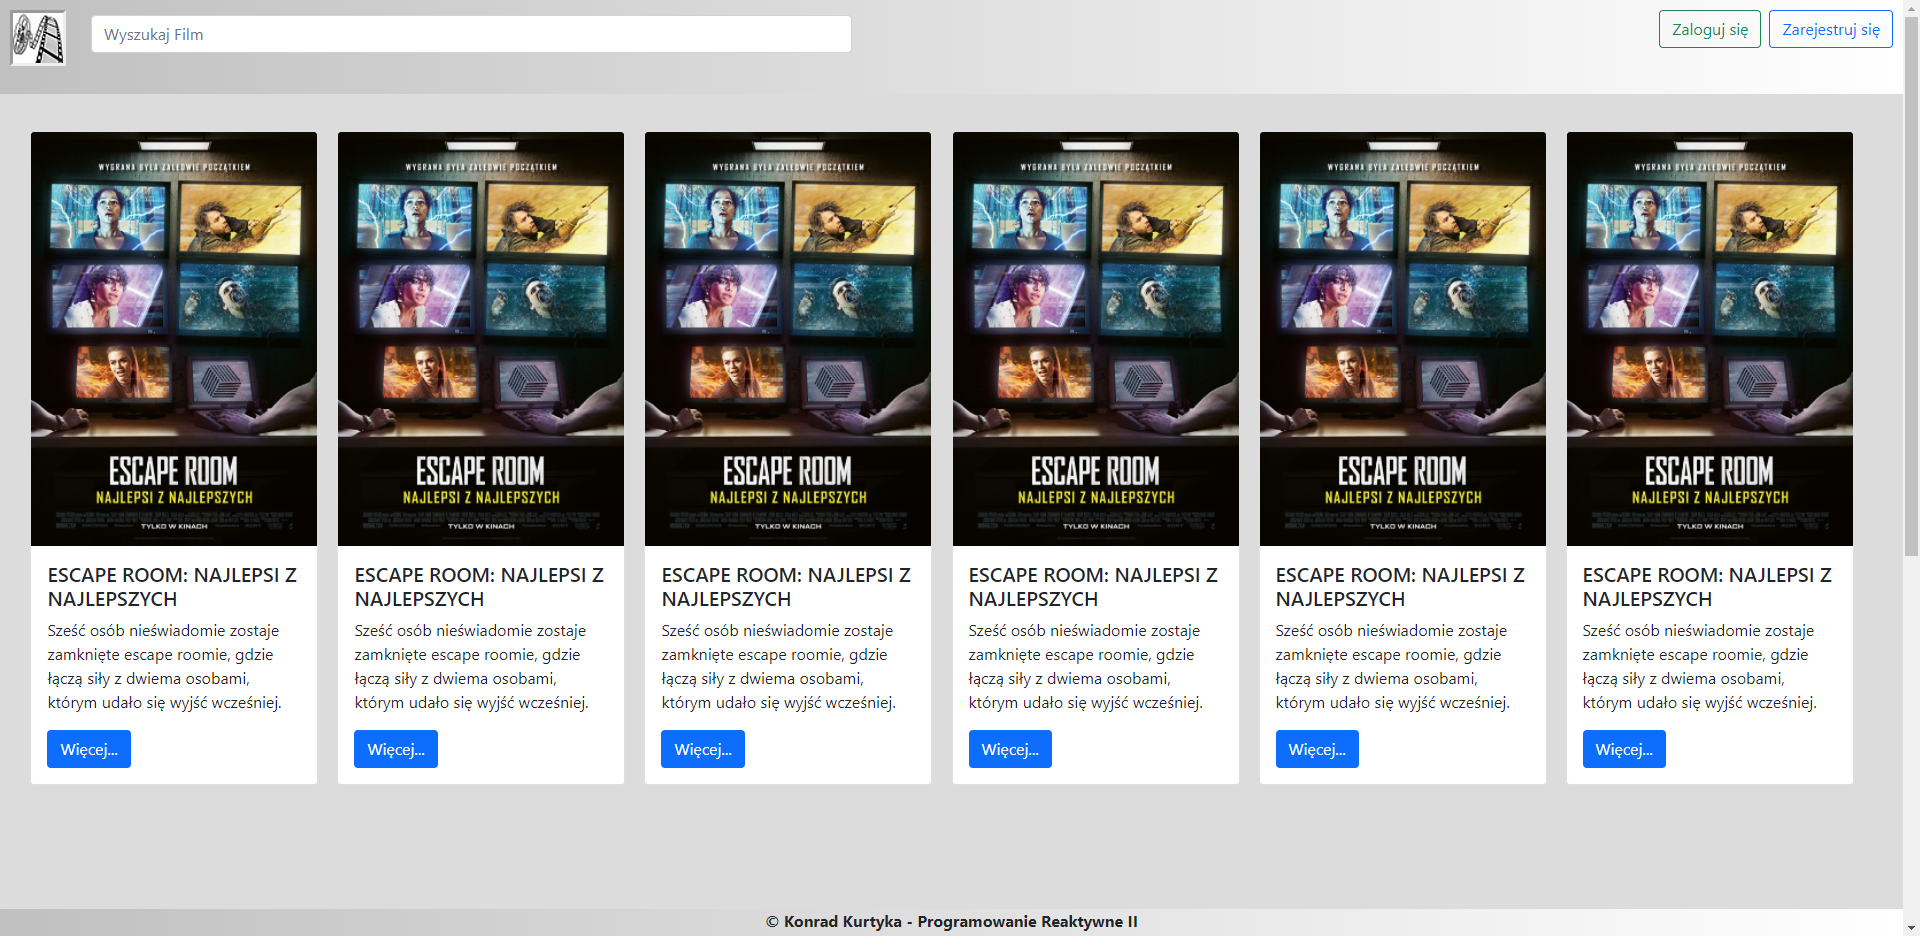 Wyszukaj Film
Zaloguj się
Zarejestruj się
WYGRANA BYŁA ZALEDWIE POCZĄTKIEM
ESCAPE ROOM
NAJLEPSI Z NAJLEPSZYCH
TYLKO W KINACH
ESCAPE ROOM: NAJLEPSI Z
NAJLEPSZYCH
Sześć osób nieświadomie zostaje
zamknięte escape roomie, gdzie
łączą siły z dwiema osobami,
którym udało się wyjść wcześniej.
Więcej...
WYGRANA BYŁA ZALEDWIE POCZĄTKIEM
ESCAPE ROOM
NAJLEPSI Z NAJLEPSZYCH
TYLKO W KINACH
ESCAPE ROOM: NAJLEPSI Z
NAJLEPSZYCH
Sześć osób nieświadomie zostaje
zamknięte escape roomie, gdzie
łączą siły z dwiema osobami,
którym udało się wyjść wcześniej.
Więcej...
WYGRANA BYŁA ZALEDWIE POCZĄTKIEM
ESCAPE ROOM
NAJLEPSI Z NAJLEPSZYCH
TYLKO W KINACH
ESCAPE ROOM: NAJLEPSI Z
NAJLEPSZYCH
Sześć osób nieświadomie zostaje
zamknięte escape roomie, gdzie
łączą siły z dwiema osobami,
którym udało się wyjść wcześniej.
Więcej...
WYGRANA BYŁA ZALEDWIE POCZĄTKIEM
ESCAPE ROOM
NAJLEPSI Z NAJLEPSZYCH
TYLKO W KINACH
ESCAPE ROOM: NAJLEPSI Z
NAJLEPSZYCH
Sześć osób nieświadomie zostaje
zamknięte escape roomie, gdzie
łączą siły z dwiema osobami,
którym udało się wyjść wcześniej.
Więcej...
WYGRANA BYŁA ZALEDWIE POCZĄTKIEM
ESCAPE ROOM
NAJLEPSI Z NAJLEPSZYCH
TYLKO W KINACH
ESCAPE ROOM: NAJLEPSI Z
NAJLEPSZYCH
Sześć osób nieświadomie zostaje
zamknięte escape roomie, gdzie
łączą siły z dwiema osobami,
którym udało się wyjść wcześniej.
Więcej...
WYGRANA BYŁA ZALEDWIE POCZĄTKIEM
ESCAPE ROOM
NAJLEPSI Z NAJLEPSZYCH
TYLKO W KINACH
ESCAPE ROOM: NAJLEPSI Z
NAJLEPSZYCH
Sześć osób nieświadomie zostaje
zamknięte escape roomie, gdzie
łączą siły z dwiema osobami,
którym udało się wyjść wcześniej.
Więcej...
© Konrad Kurtyka - Programowanie Reaktywne II